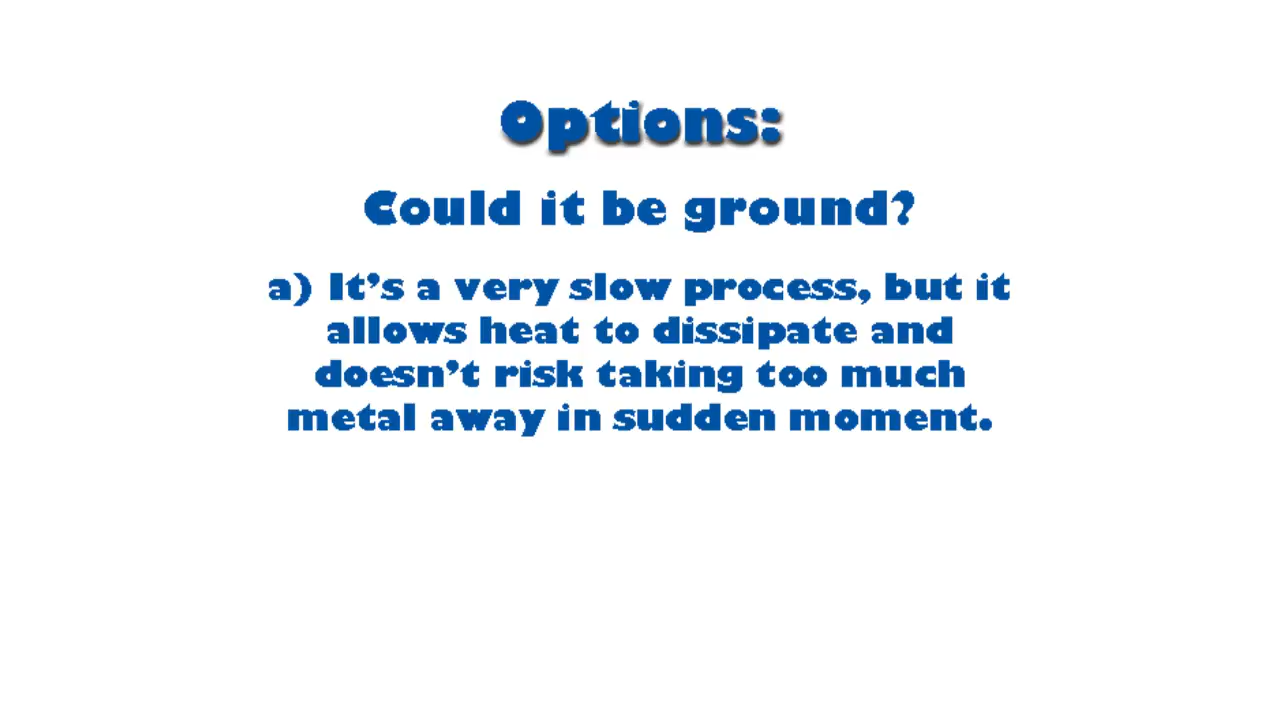 Options:
Could it be ground?
a) It’s a very slow process, but it
allows heat to dissipate and
doesn’t risk taking too much
metal away in sudden moment.